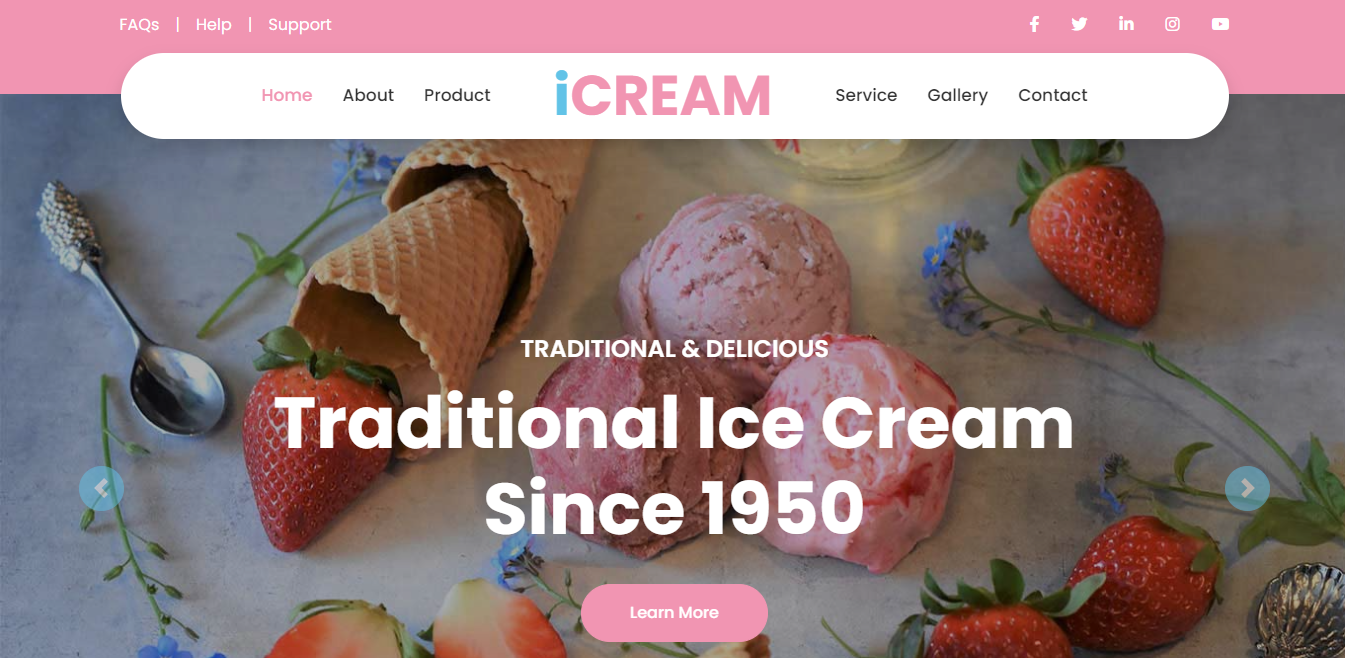 FAQs | Help | Support
Home About Product iCREAM Service Gallery Contact
TRADITIONAL & DELICIOUS
Traditional Ice Cream
Since 1950
Learn More